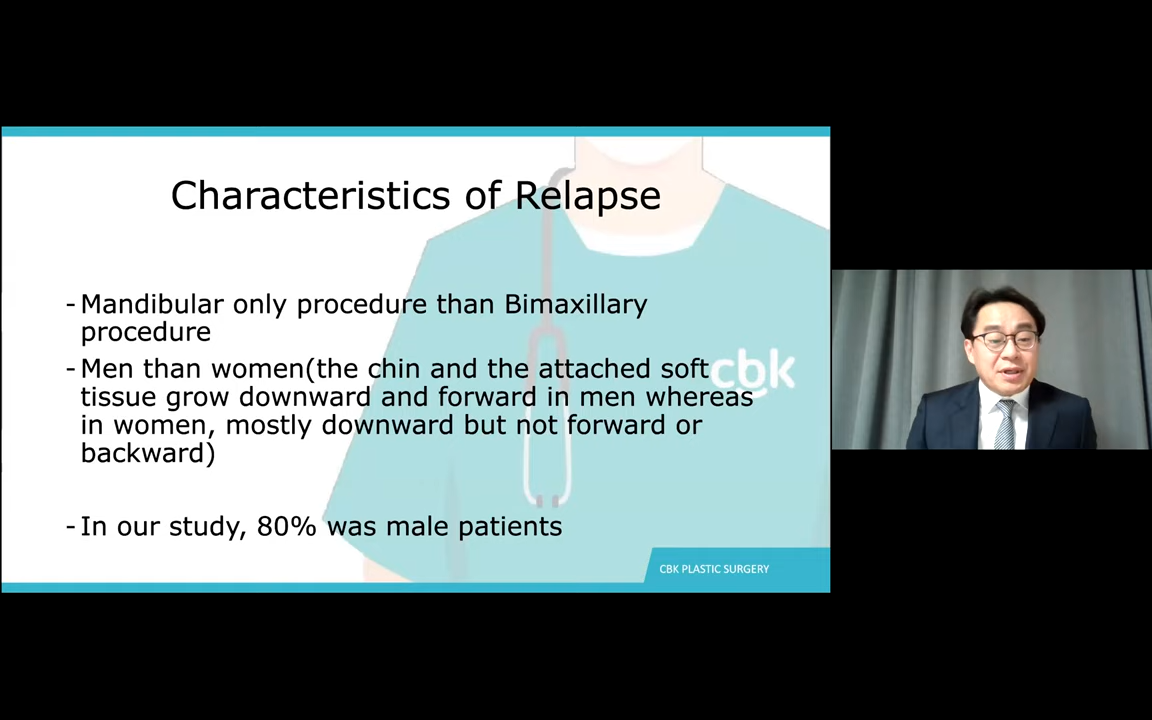 Characteristics of Relapse
- Mandibular only procedure than Bimaxillary
procedure
- Men than women(the chin and the attached soft
tissue grow downward and forward in men whereas
in women, mostly downward but not forward or
backward)
cbk
- In our study, 80% was male patients
CBK PLASTIC SURGERY